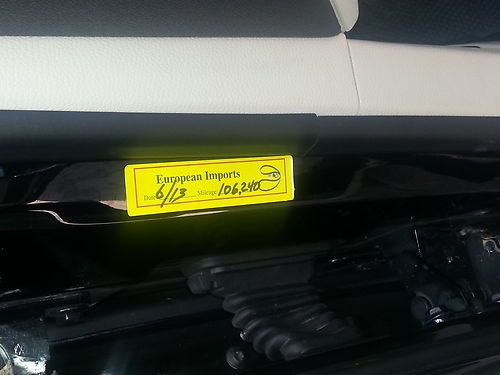 European Imports
Date 6/13 Mileage 106,240